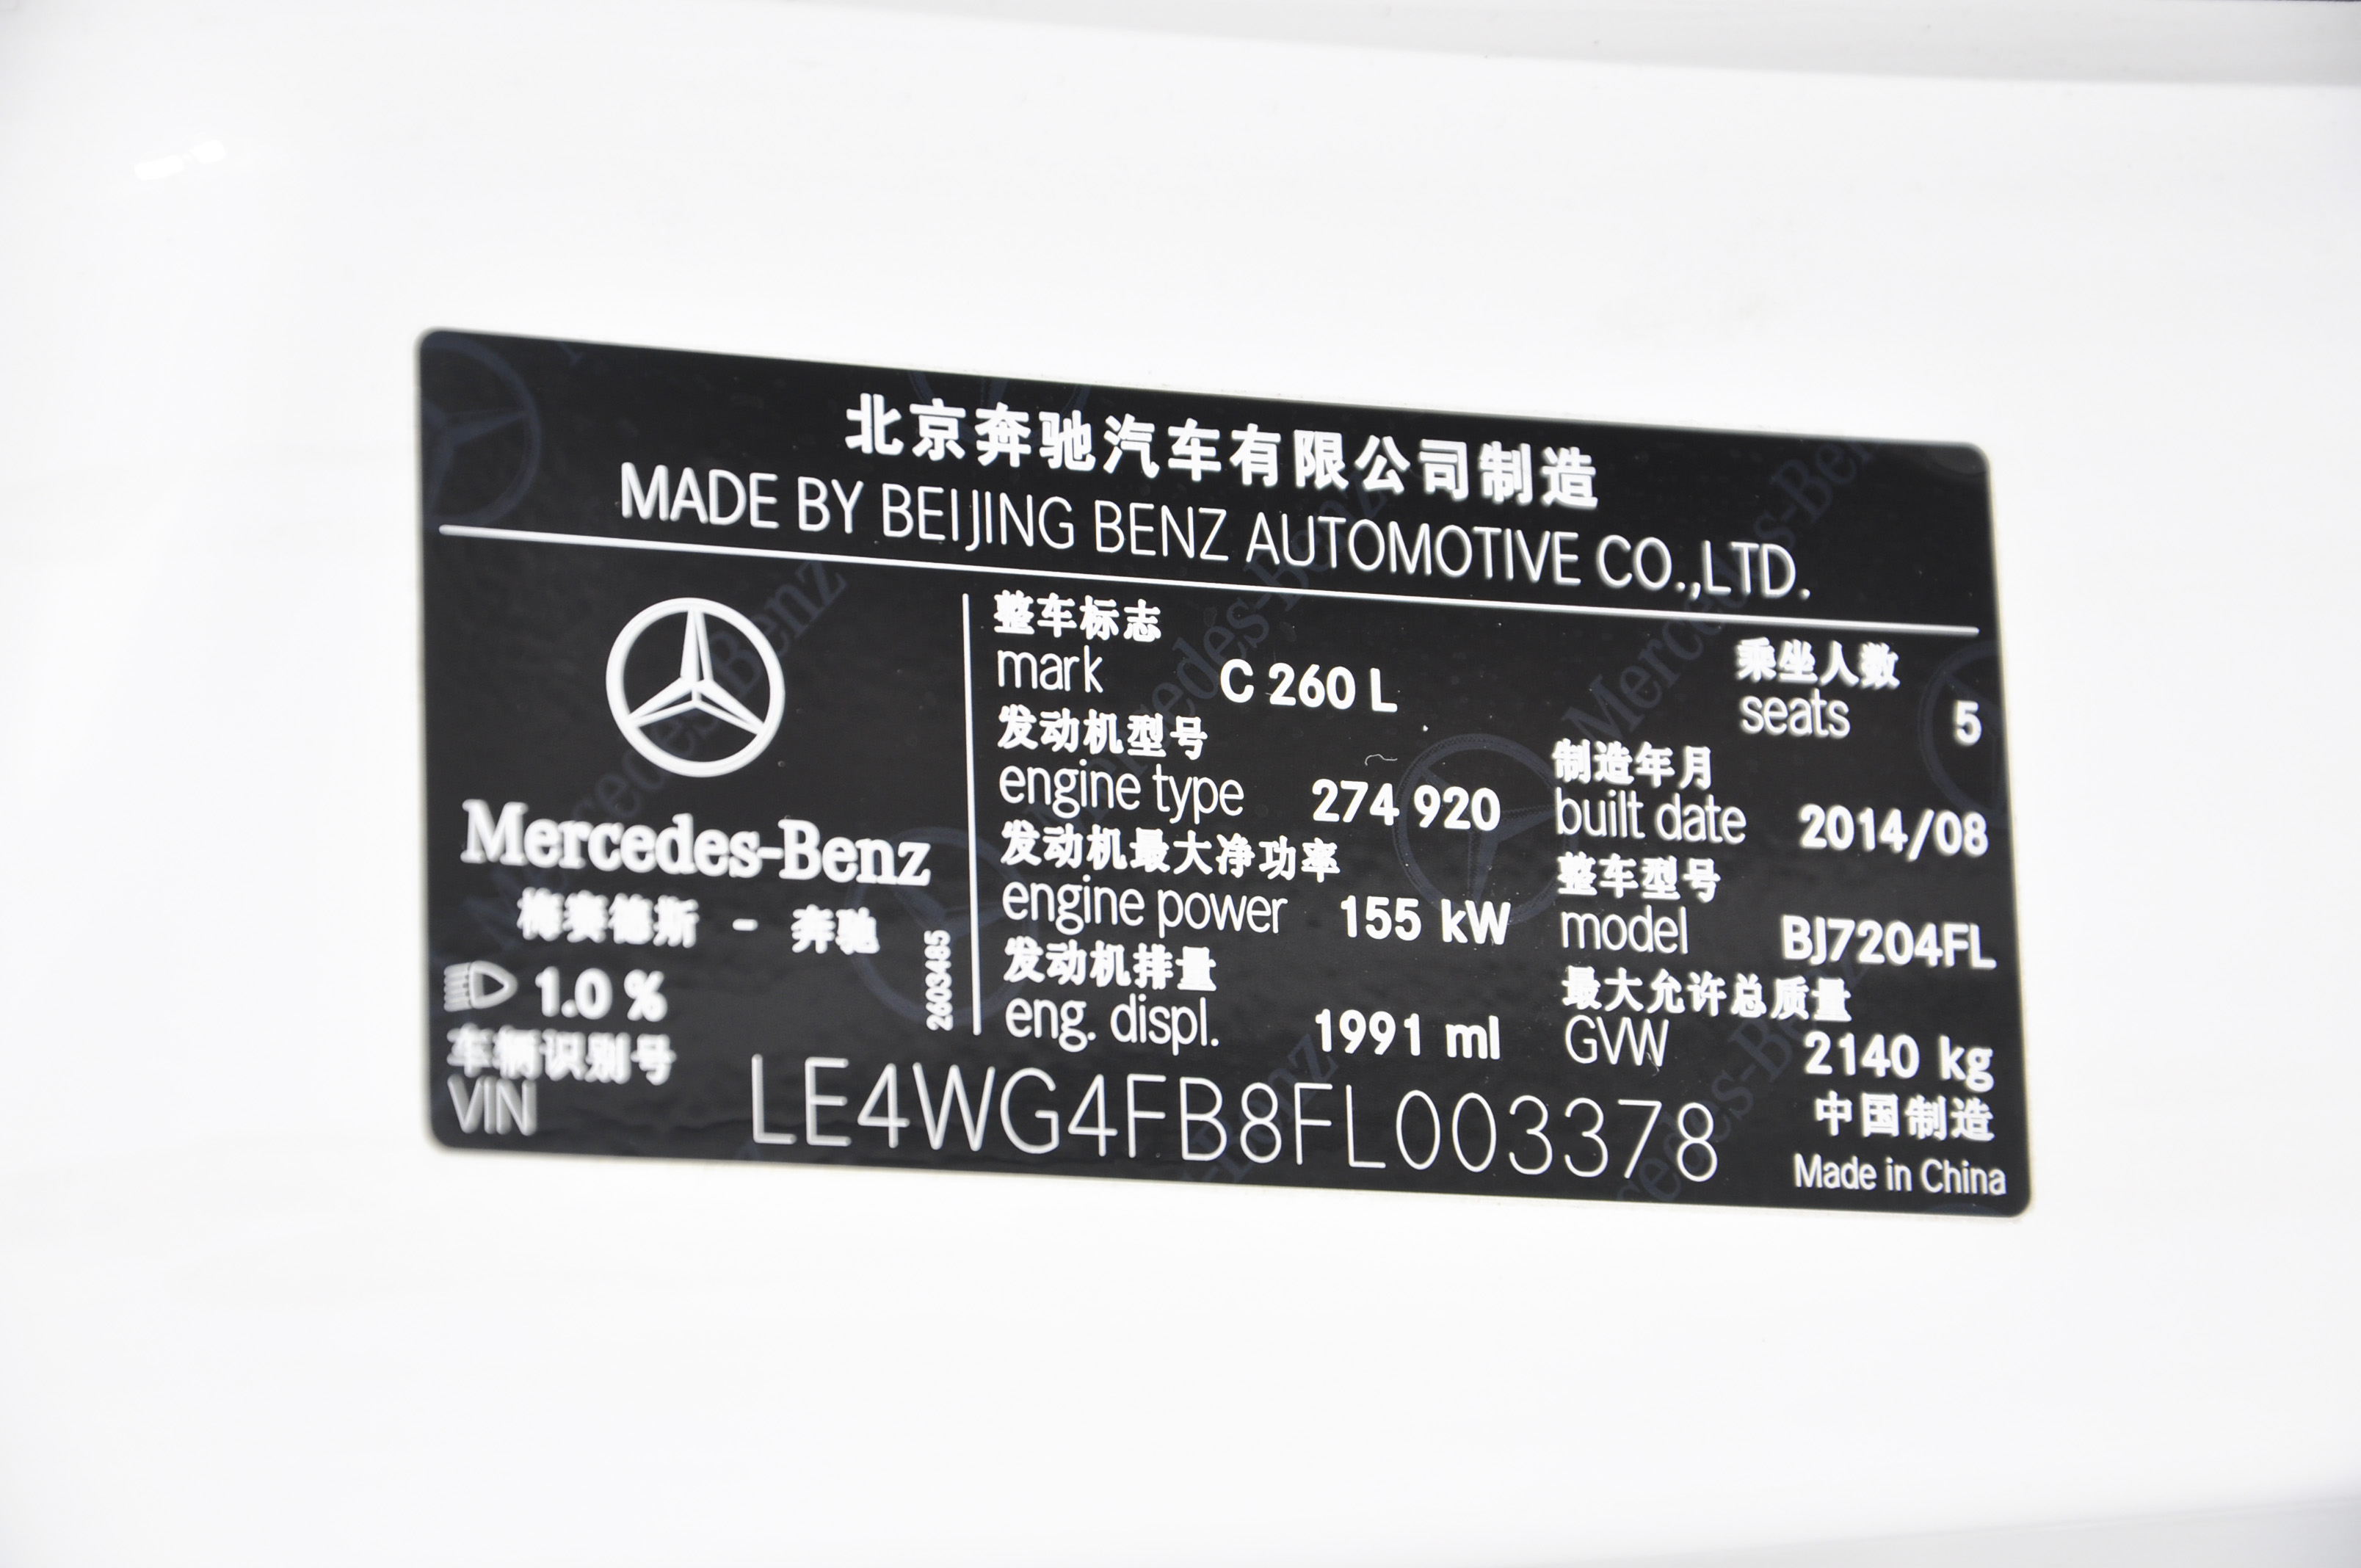 北京奔驰汽车有限公司制造
MADE BY BEIJING BENZ AUTOMOTIVE CO.,LTD.
Mercedes-Benz
梅赛德斯 - 奔驰
1.0 %
2603485
整车标志
mark C 260 L
乘坐人数
seats 5
发动机型号
engine type 274 920
制造年月
built date 2014/08
发动机最大净功率
engine power 155 kW
整车型号
model BJ7204FL
发动机排量
eng. displ. 1991 ml
最大允许总质量
GVW 2140 kg
车辆识别号
VIN LE4WG4FB8FL003378
中国制造
Made in China